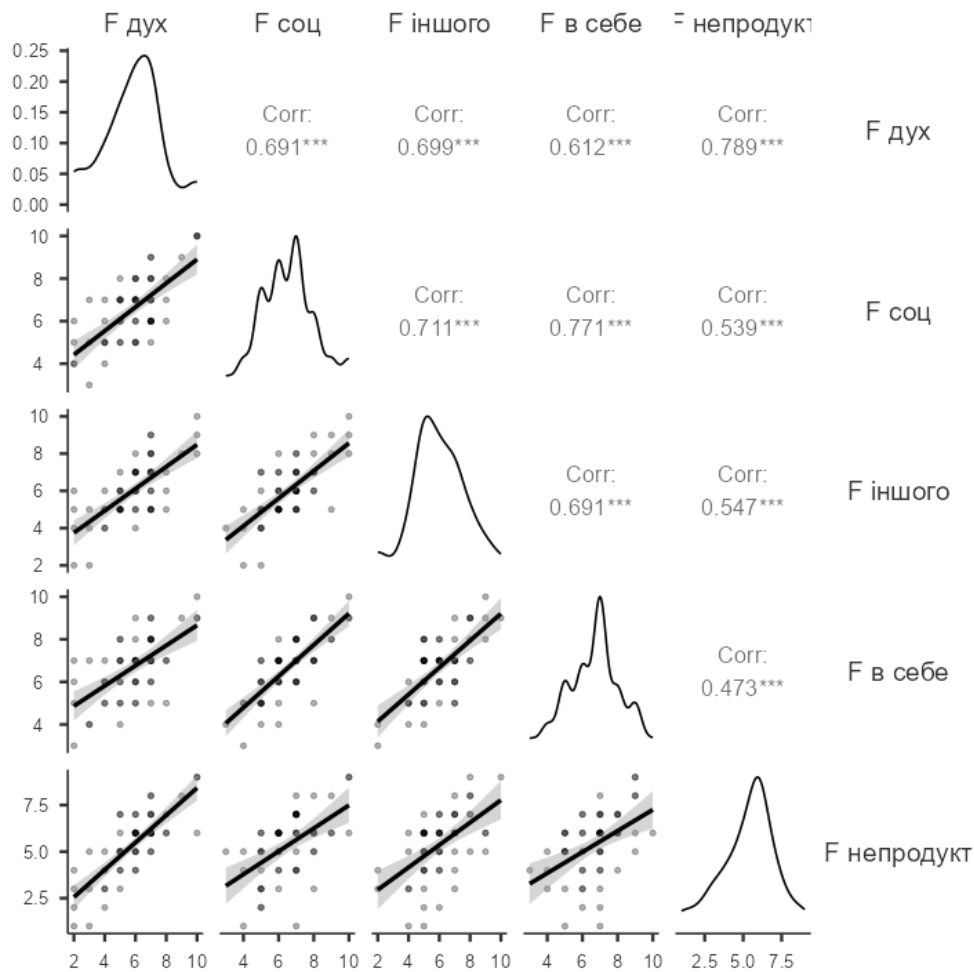 F дух F соц F іншого F в себе F непродукт
0.25
0.20
0.15
0.10
0.05
0.00
Corr:
0.691***
Corr:
0.699***
Corr:
0.612***
Corr:
0.789***
F дух
10
8
6
4
Corr:
0.711***
Corr:
0.771***
Corr:
0.539***
F соц
10
8
6
4
2
Corr:
0.691***
Corr:
0.547***
F іншого
10
8
6
4
Corr:
0.473***
F в себе
7.5
5.0
2.5
F непродукт
2 4 6 8 10 4 6 8 10 2 4 6 8 10 4 6 8 10 2.5 5.0 7.5